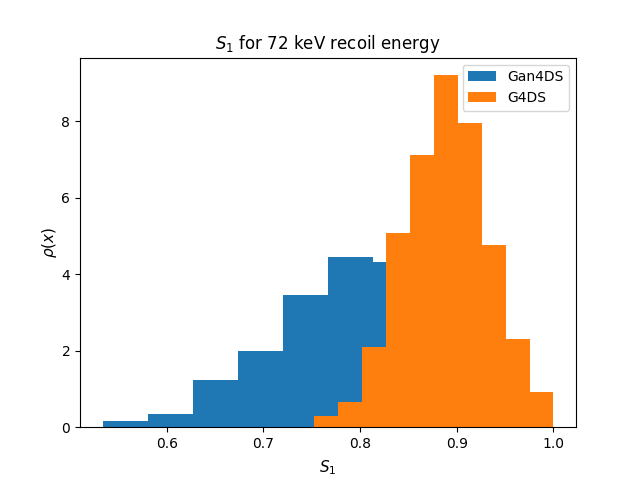 S₁ for 72 keV recoil energy
Gan4DS
G4DS
ρ(x)
8
6
4
2
0
0.6 0.7 0.8 0.9 1.0
S₁